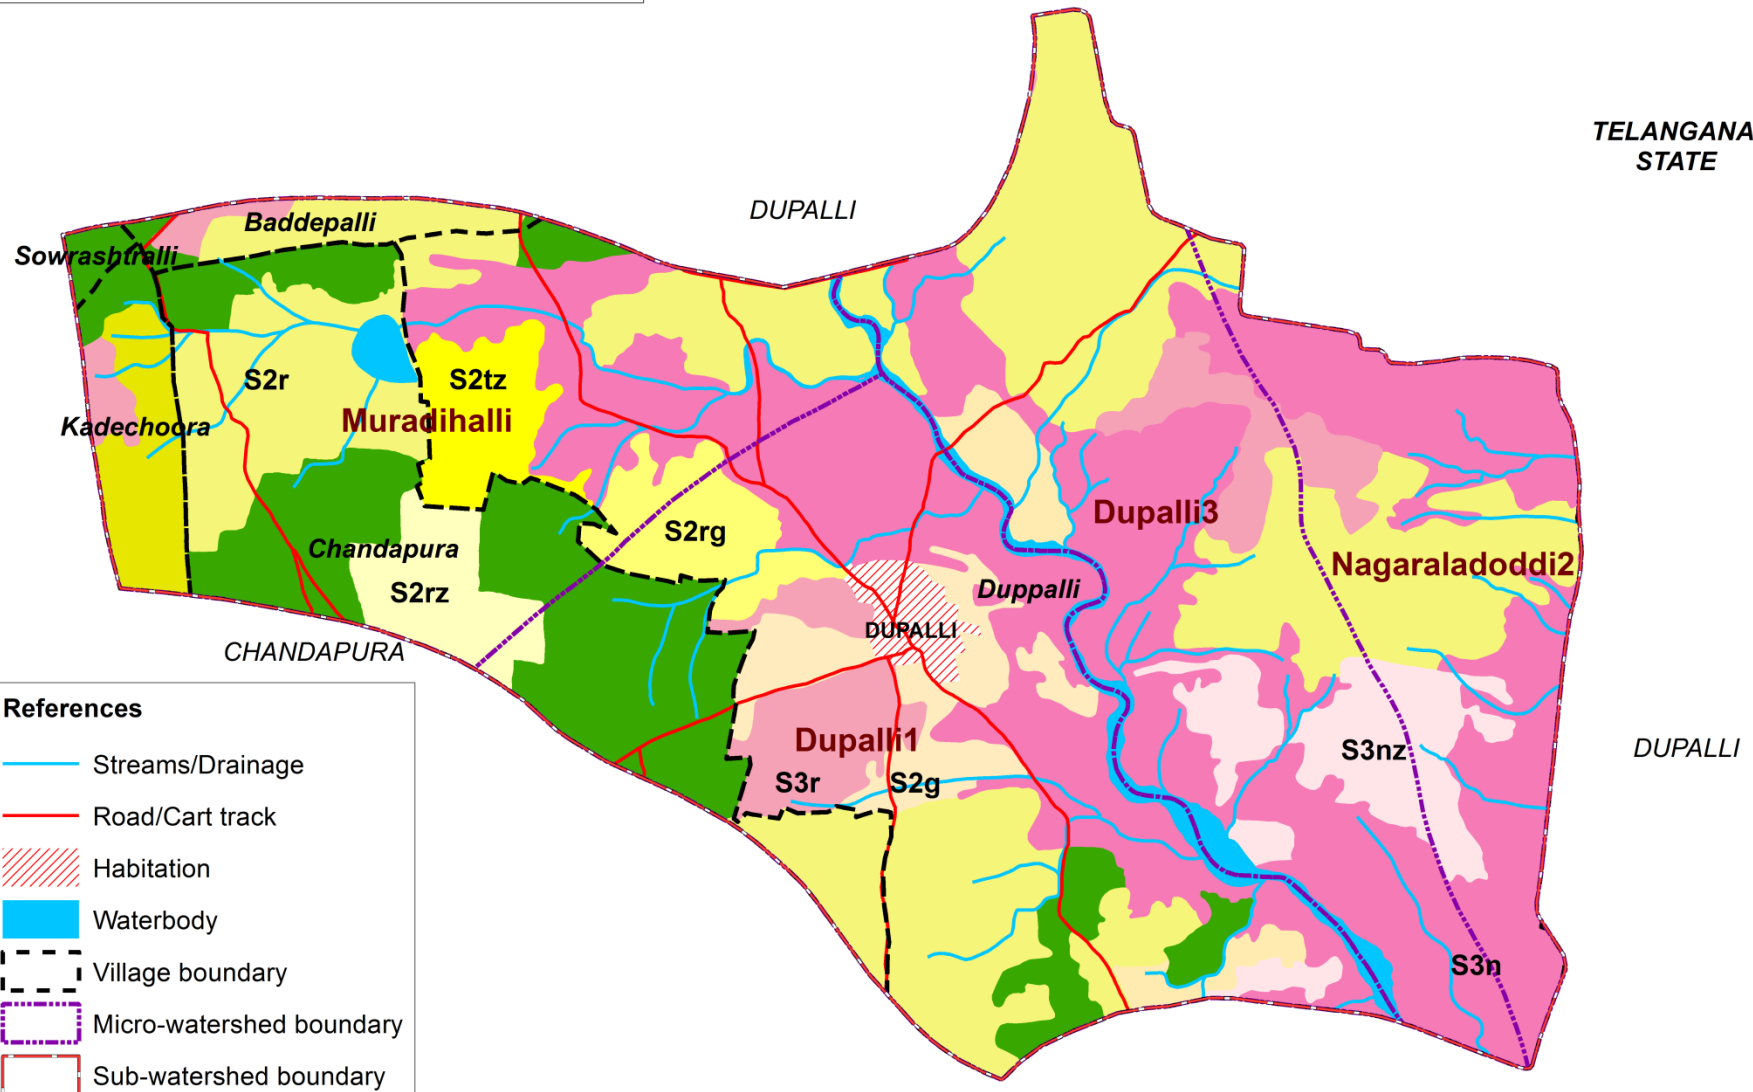 TELANGANA
STATE
DUPALLI
Baddepalli
Sowrashtralli
S2r
S2tz
Muradihalli
Kadechoora
Dupalli3
S2rg
Chandapura
Nagaraladoddi2
S2rz
Duppalli
DUPALLI
CHANDAPURA
Dupalli1
S3nz
DUPALLI
S3r
S2g
S3n
References
Streams/Drainage
Road/Cart track
Habitation
Waterbody
Village boundary
Micro-watershed boundary
Sub-watershed boundary